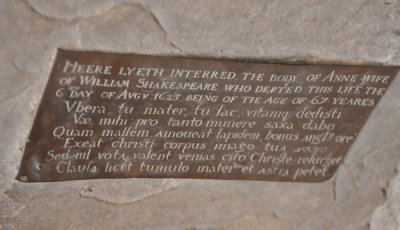 HEERE LYETH INTERRED THE BODY OF ANNE WIFE
OF WILLIAM SHAKESPEARE WHO DEPTED THIS LIFE THE
6 DAY OF AVGV: 1623 BEING OF THE AGE OF 67 YEARES
Vbera, tu mater, tu lac, vitamq dedisti
Væ mihi pro tanto munere saxa dabo
Quam mallem, amoueat lapidem, bonus angl' ore
Exeat christi corpus imago tua
Sed nil vota valent venias cito Christe resurget
Clausa licet tumulo mater et astra petet